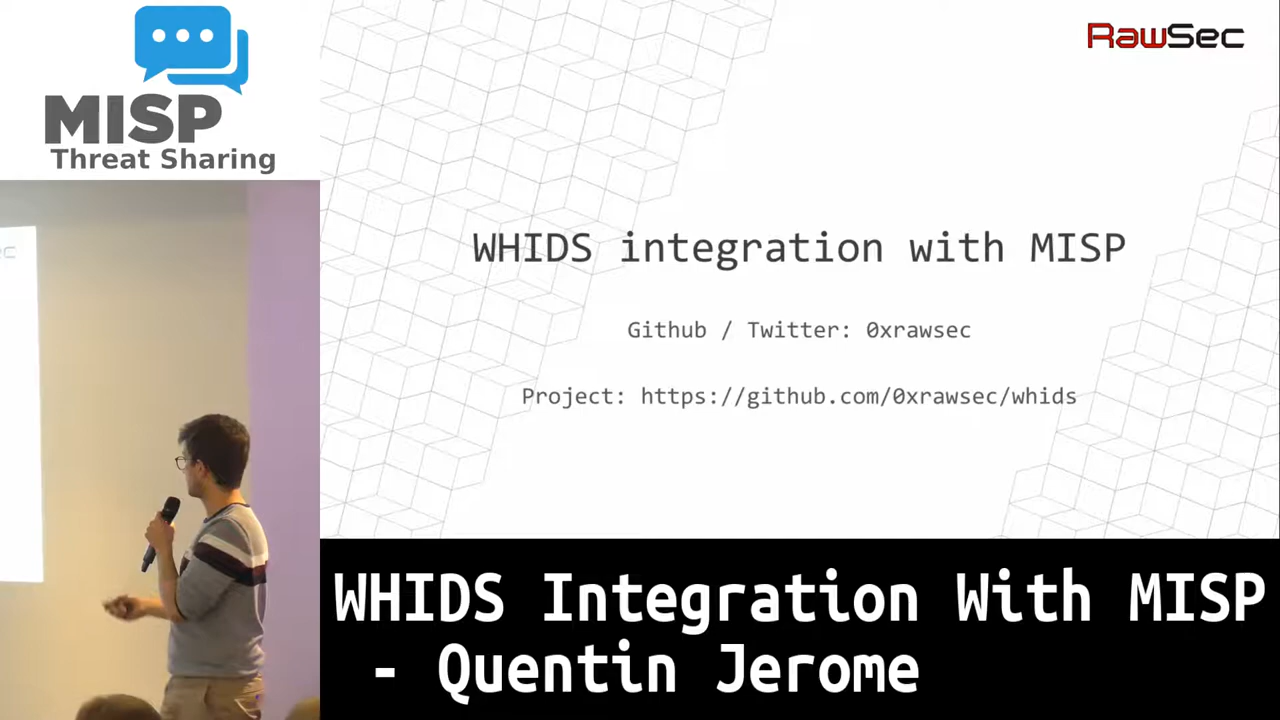 MISP
Threat Sharing
RawSec
WHIDS integration with MISP
Github / Twitter: 0xrawsec
Project: https://github.com/0xrawsec/whids
WHIDS Integration With MISP
- Quentin Jerome